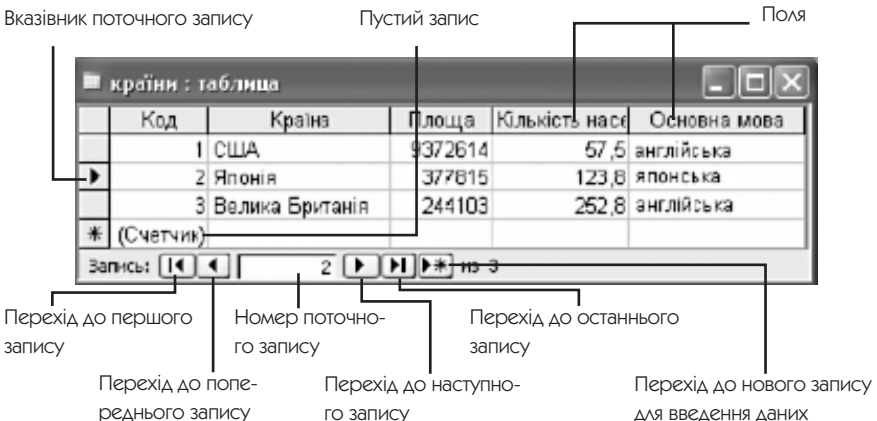 Вказівник поточного запису Пустий запис Поля
країни : таблица
Код Країна Площа Кількість насе Основна мова
1 США 9372614 57,5 англійська
2 Японія 377815 123,8 японська
3 Велика Британія 244103 252,8 англійська
(Счетчик)
Запись: 2 из 3
Перехід до першого Номер поточно- Перехід до останнього
запису го запису запису
Перехід до попе- Перехід до наступно- Перехід до нового запису
реднього запису го запису для введення даних